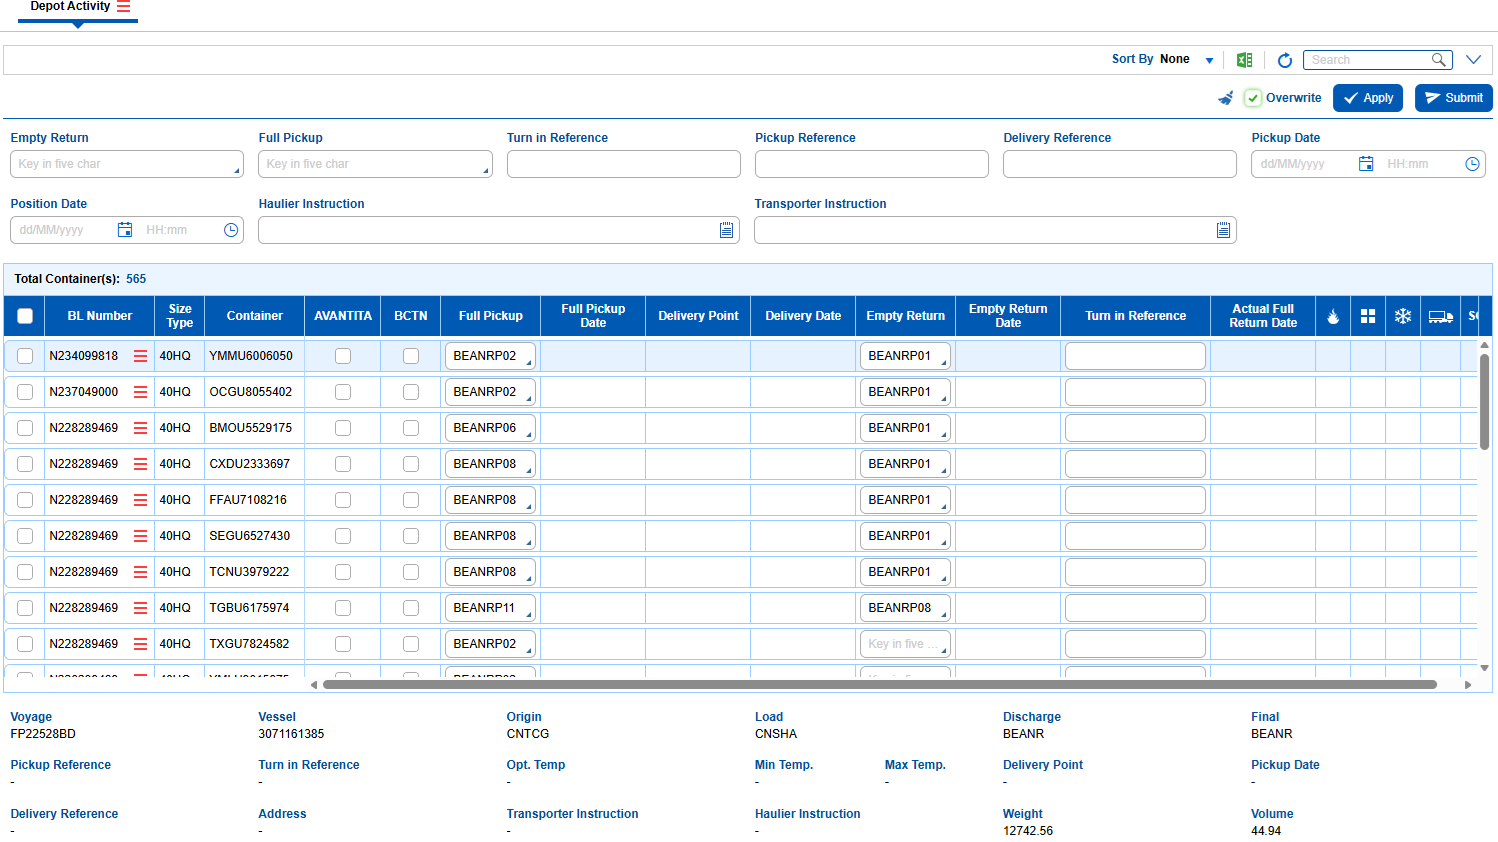 Depot Activity
Sort By None
Search
Overwrite Apply Submit
Empty Return Full Pickup Turn in Reference Pickup Reference Delivery Reference Pickup Date
Key in five char Key in five char dd/MM/yyyy HH:mm
Position Date Haulier Instruction Transporter Instruction
dd/MM/yyyy HH:mm
Total Container(s): 565
BL Number Size Type Container AVANTITA BCTN Full Pickup Full Pickup Date Delivery Point Delivery Date Empty Return Empty Return Date Turn in Reference Actual Full Return Date
N234099818 40HQ YMMU6006050 BEANRP02 BEANRP01
N237049000 40HQ OCGU8055402 BEANRP02 BEANRP01
N228289469 40HQ BMOU5529175 BEANRP06 BEANRP01
N228289469 40HQ CXDU2333697 BEANRP08 BEANRP01
N228289469 40HQ FFAU7108216 BEANRP08 BEANRP01
N228289469 40HQ SEGU6527430 BEANRP08 BEANRP01
N228289469 40HQ TCNU3979222 BEANRP08 BEANRP01
N228289469 40HQ TGBU6175974 BEANRP11 BEANRP08
N228289469 40HQ TXGU7824582 BEANRP02 Key in five ...
Voyage Vessel Origin Load Discharge Final
FP22528BD 3071161385 CNTCG CNSHA BEANR BEANR
Pickup Reference Turn in Reference Opt. Temp Min Temp. Max Temp. Delivery Point Pickup Date
- - - - - - -
Delivery Reference Address Transporter Instruction Haulier Instruction Weight Volume
- - - - 12742.56 44.94